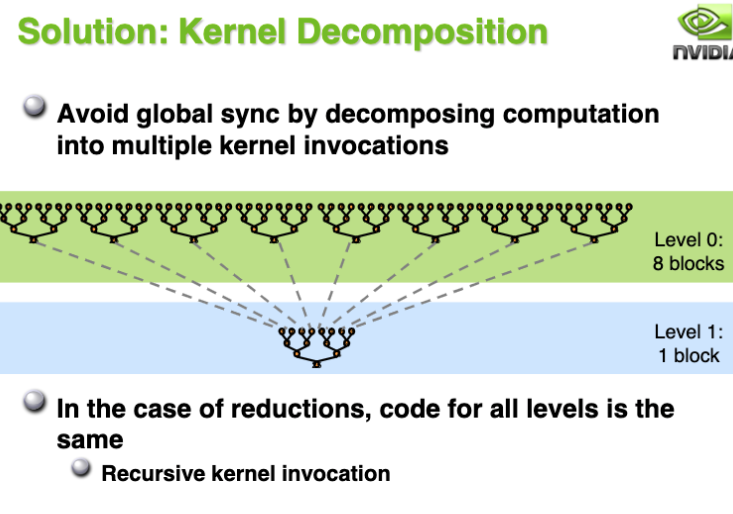 Solution: Kernel Decomposition
NVIDIA
Avoid global sync by decomposing computation
into multiple kernel invocations
Level 0:
8 blocks
Level 1:
1 block
In the case of reductions, code for all levels is the
same
Recursive kernel invocation